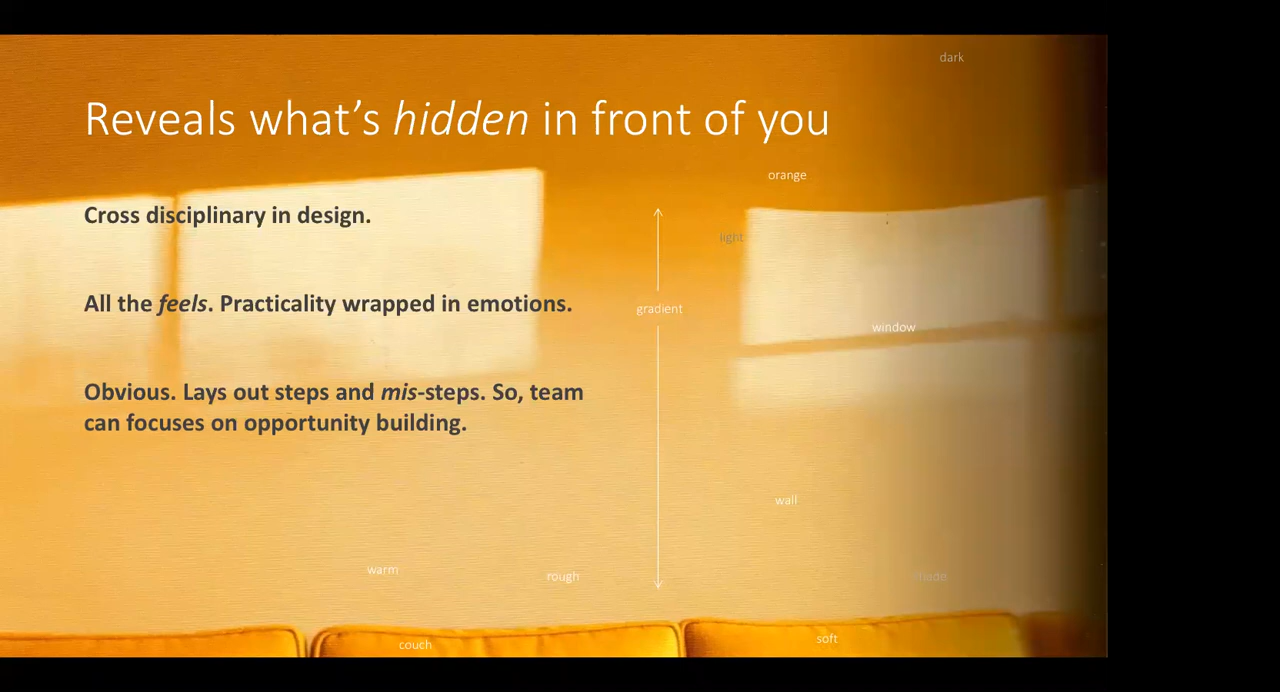 dark
Reveals what's hidden in front of you
orange
Cross disciplinary in design.
light
All the feels. Practicality wrapped in emotions.
gradient
window
Obvious. Lays out steps and mis-steps. So, team
can focuses on opportunity building.
wall
warm
rough
shade
couch
soft